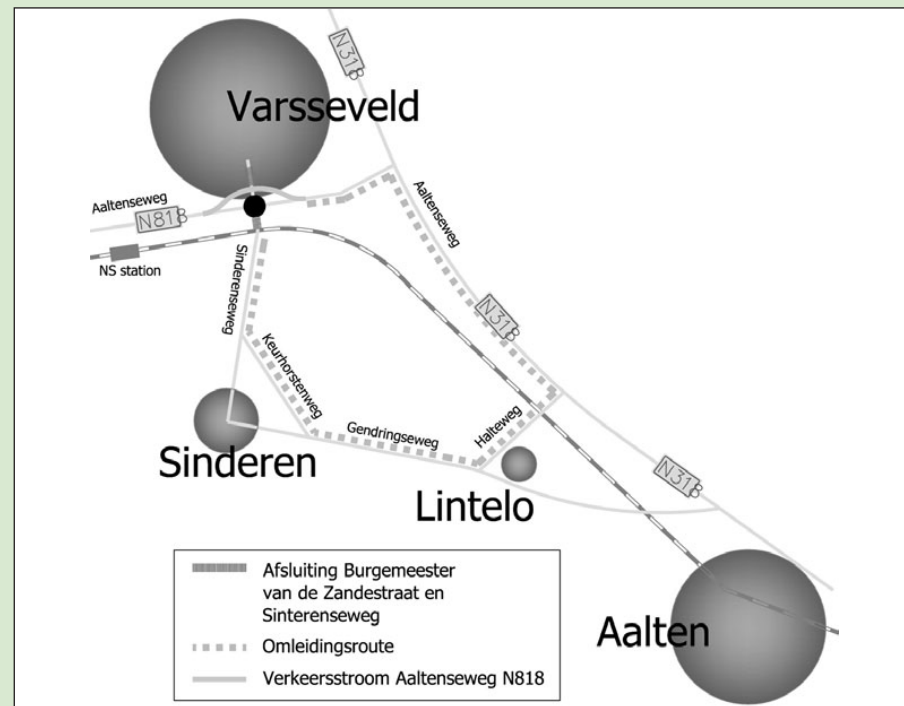 N318
Varsseveld
Aaltenseweg
N818
Aaltenseweg
NS station
Sinderenseweg
N318
Keurhorstenweg
Gendringseweg
Halteweg
Sinderen
Lintelo
N318
Aalten
Afsluiting Burgemeester
van de Zandestraat en
Sinterenseweg
Omleidingsroute
Verkeersstroom Aaltenseweg N818